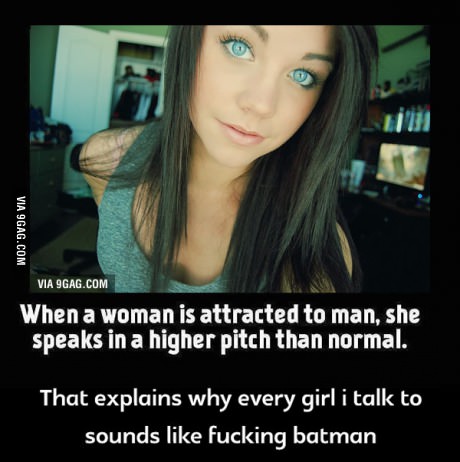 VIA 9GAG.COM
VIA 9GAG.COM
When a woman is attracted to man, she
speaks in a higher pitch than normal.
That explains why every girl i talk to
sounds like fucking batman